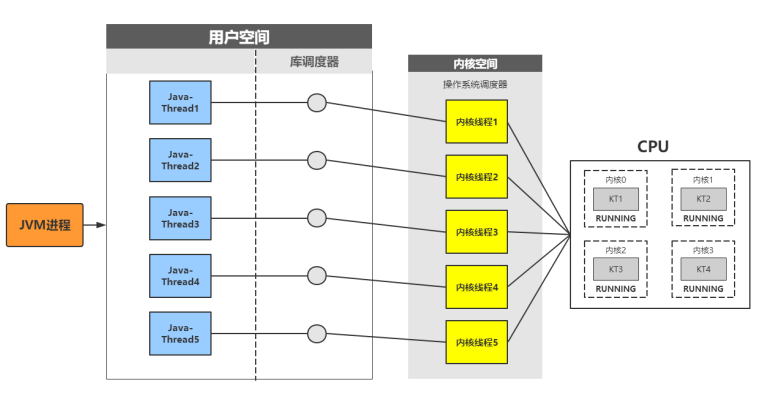 用户空间
库调度器
Java-
Thread1
Java-
Thread2
Java-
Thread3
Java-
Thread4
Java-
Thread5
JVM进程
内核空间
操作系统调度器
内核线程1
内核线程2
内核线程3
内核线程4
内核线程5
CPU
内核0
KT1
RUNNING
内核1
KT2
RUNNING
内核2
KT3
RUNNING
内核3
KT4
RUNNING